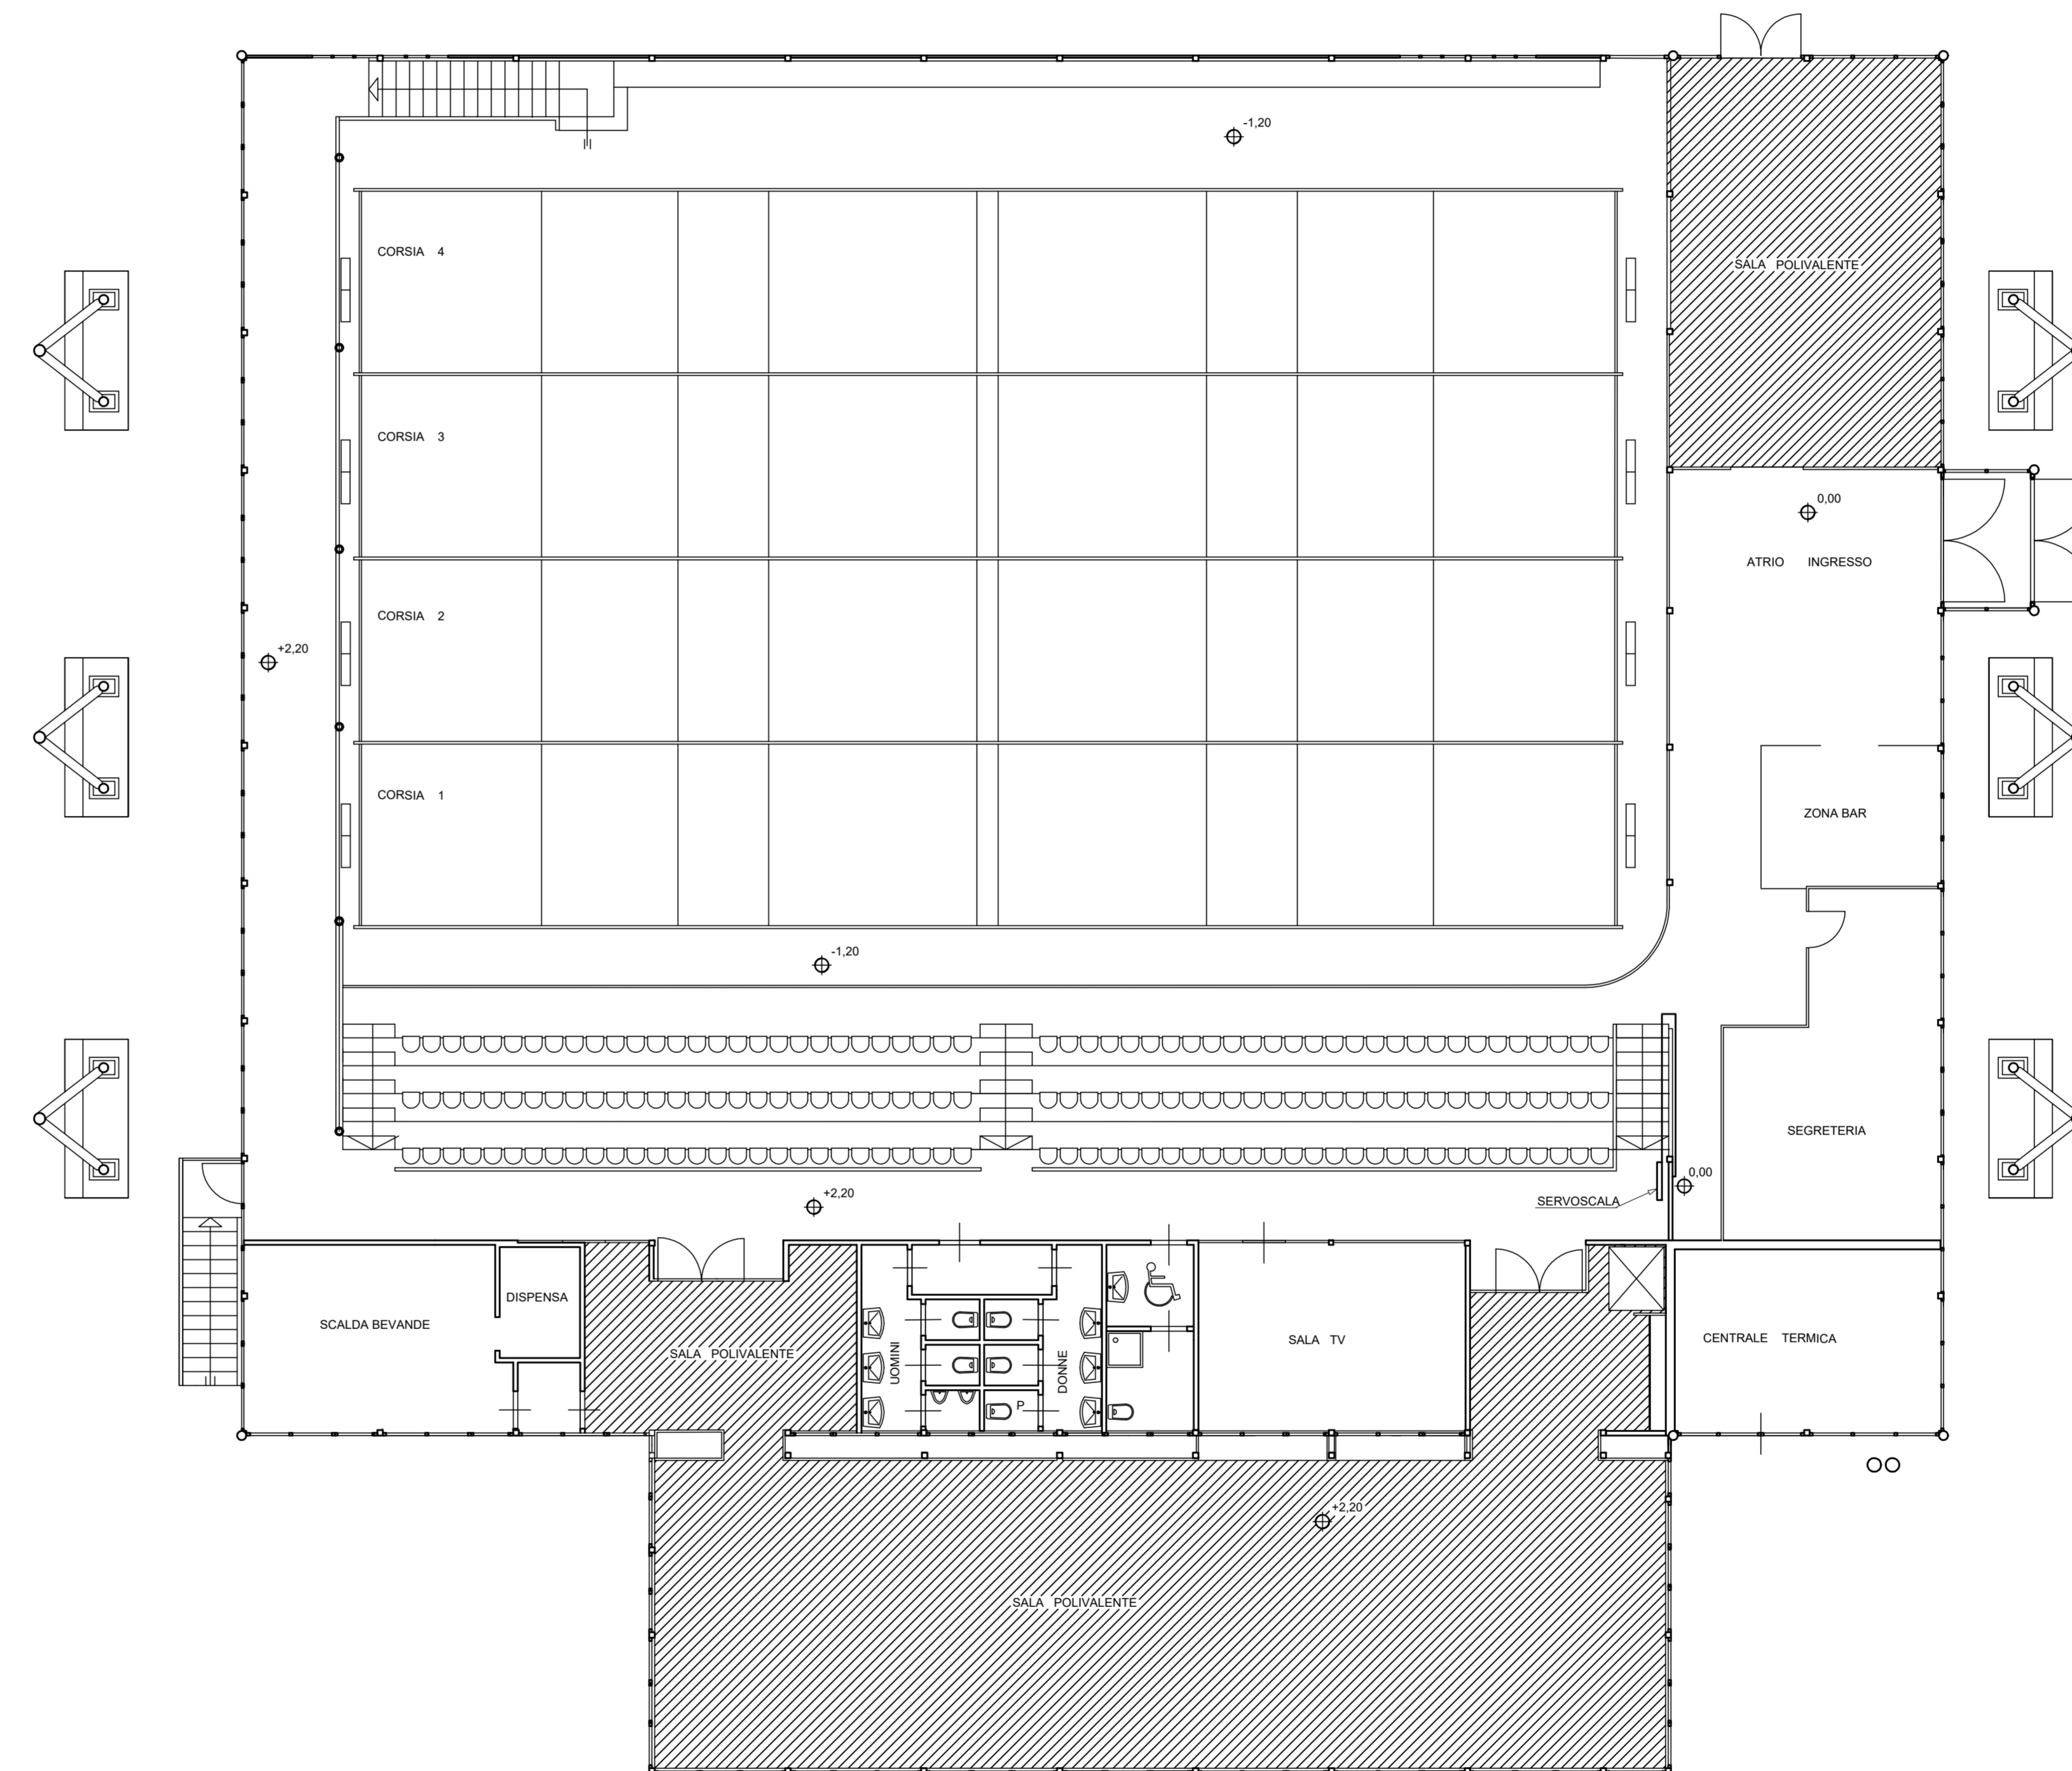 -1,20
CORSIA 4
SALA POLIVALENTE
CORSIA 3
0,00
ATRIO INGRESSO
CORSIA 2
+2,20
CORSIA 1
ZONA BAR
-1,20
SEGRETERIA
0,00
+2,20
SERVOSCALA
DISPENSA
SCALDA BEVANDE
SALA POLIVALENTE
UOMINI
DONNE
P
SALA TV
CENTRALE TERMICA
+2,20
SALA POLIVALENTE